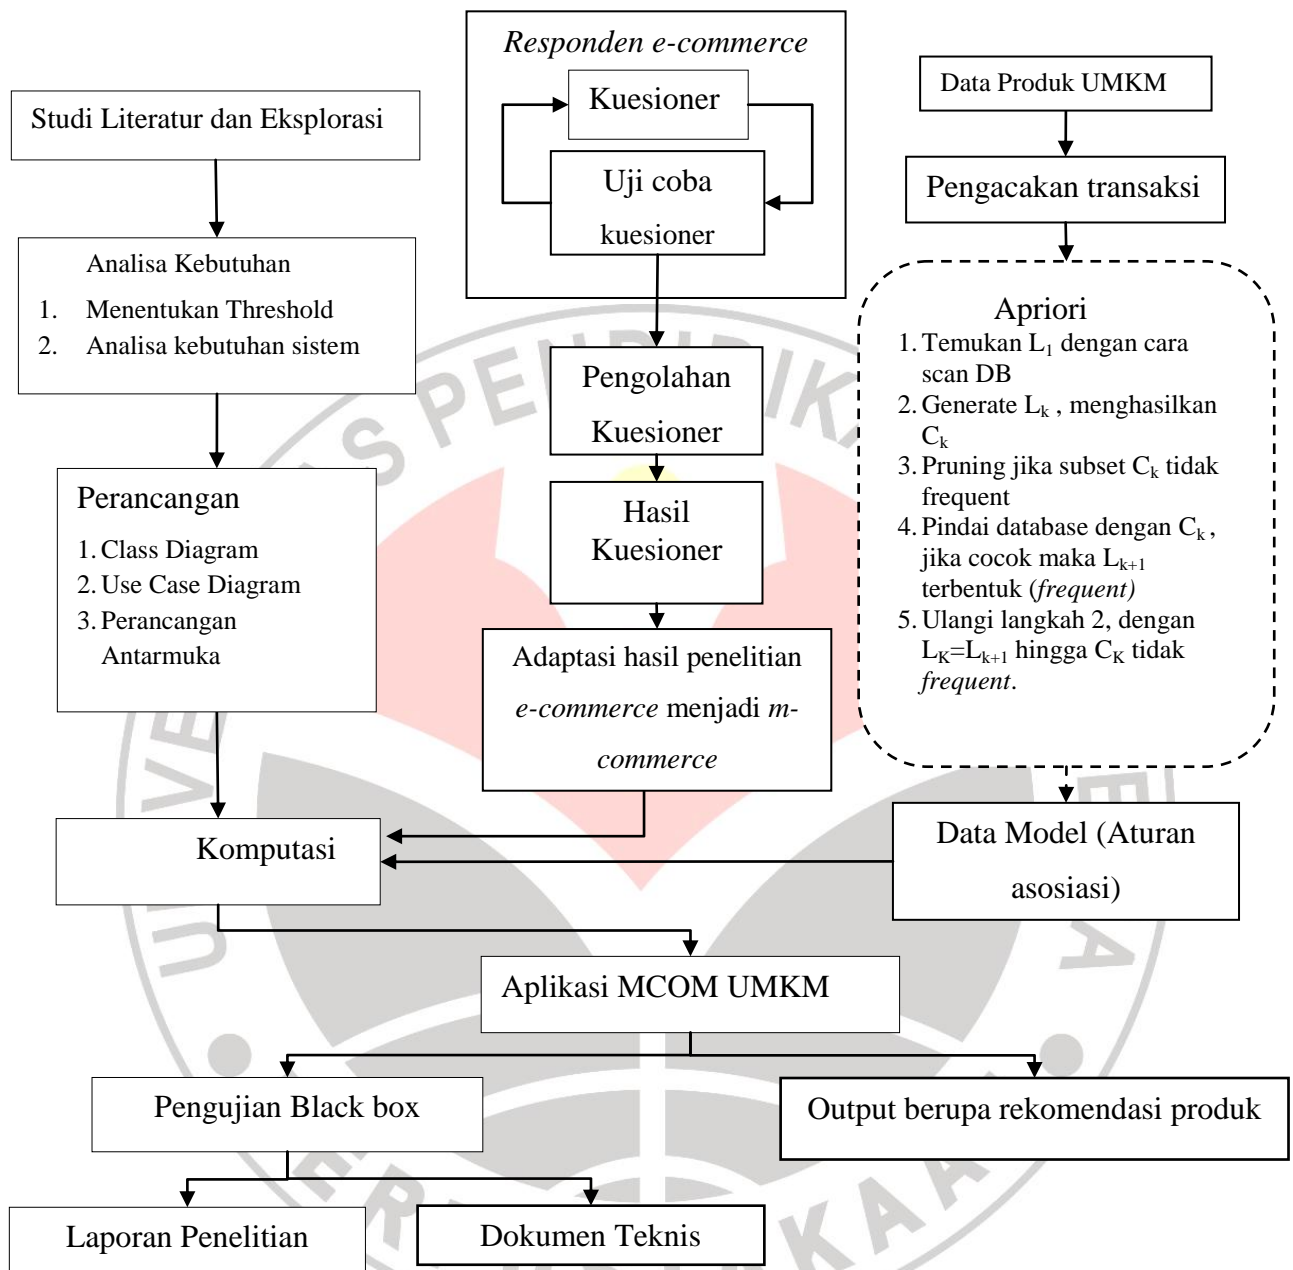 Responden e-commerce
Kuesioner
Uji coba
kuesioner
Data Produk UMKM
Studi Literatur dan Eksplorasi
Pengacakan transaksi
Analisa Kebutuhan
1. Menentukan Threshold
2. Analisa kebutuhan sistem
Pengolahan
Kuesioner
Apriori
1. Temukan L1 dengan cara
scan DB
2. Generate Lk , menghasilkan
Ck
3. Pruning jika subset Ck tidak
frequent
4. Pindai database dengan Ck ,
jika cocok maka Lk+1
terbentuk (frequent)
5. Ulangi langkah 2, dengan
LK=Lk+1 hingga CK tidak
frequent.
Perancangan
1. Class Diagram
2. Use Case Diagram
3. Perancangan
Antarmuka
Hasil
Kuesioner
Adaptasi hasil penelitian
e-commerce menjadi m-
commerce
Komputasi
Data Model (Aturan
asosiasi)
Aplikasi MCOM UMKM
Pengujian Black box
Output berupa rekomendasi produk
Laporan Penelitian
Dokumen Teknis